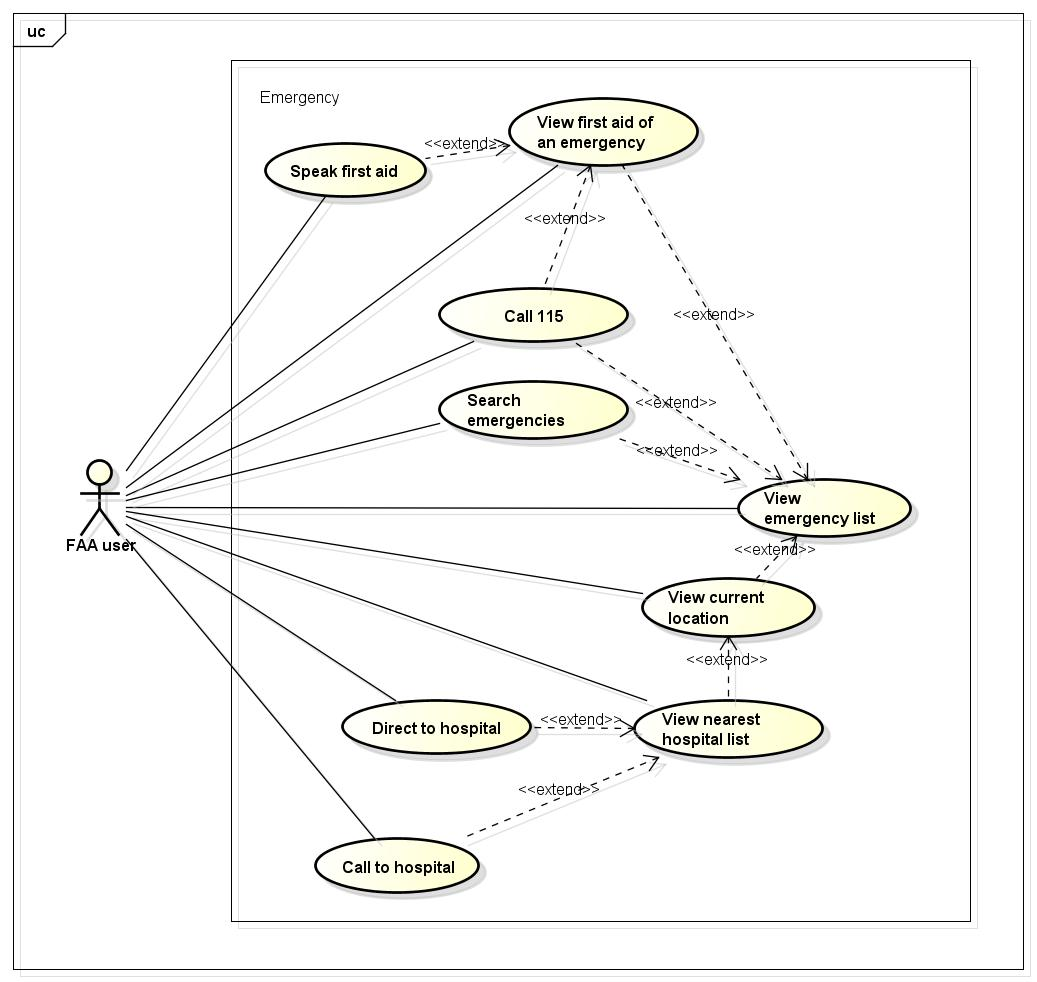 uc
Emergency
View first aid of
an emergency
<<extend>>
Speak first aid
<<extend>>
Call 115
<<extend>>
Search
emergencies
<<extend>>
<<extend>>
View
emergency list
FAA user
<<extend>>
View current
location
<<extend>>
Direct to hospital
<<extend>>
View nearest
hospital list
<<extend>>
Call to hospital